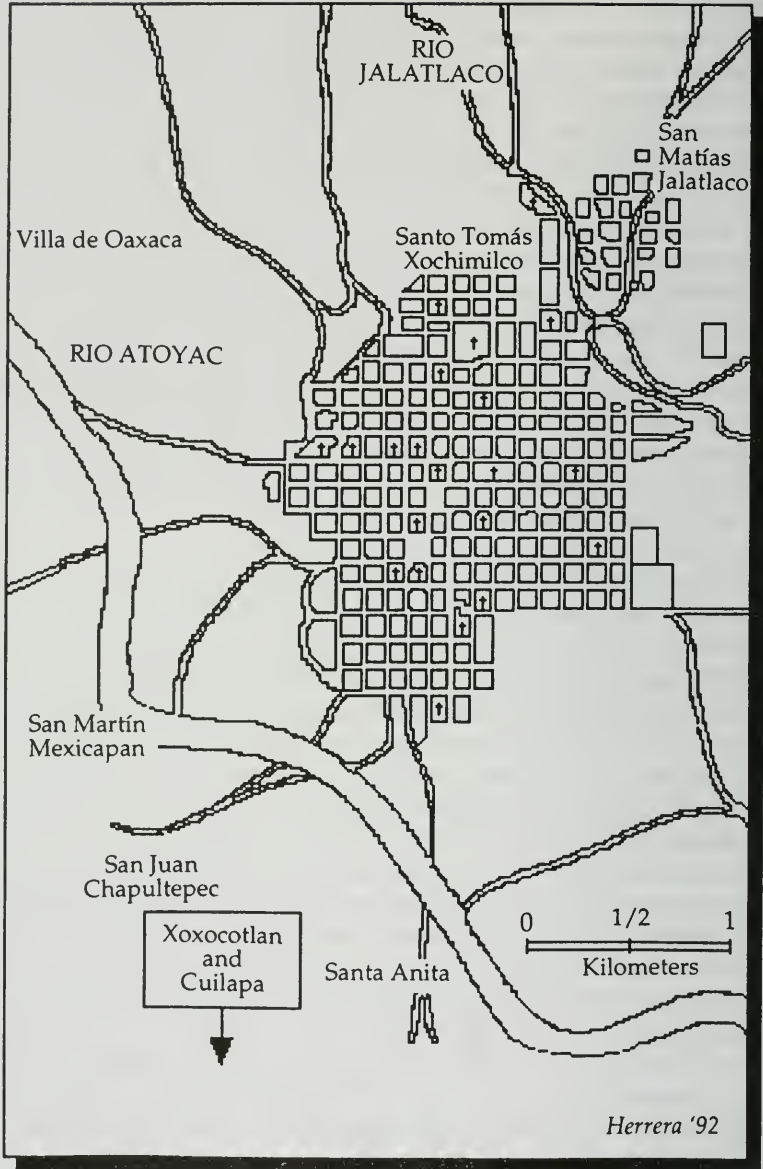 RIO
JALATLACO
San
Matías
Jalatlaco
Villa de Oaxaca
Santo Tomás
Xochimilco
RIO ATOYAC
San Martín
Mexicapan
San Juan
Chapultepec
Xoxocotlan
and
Cuilapa
Santa Anita
0 1/2 1
Kilometers
Herrera '92